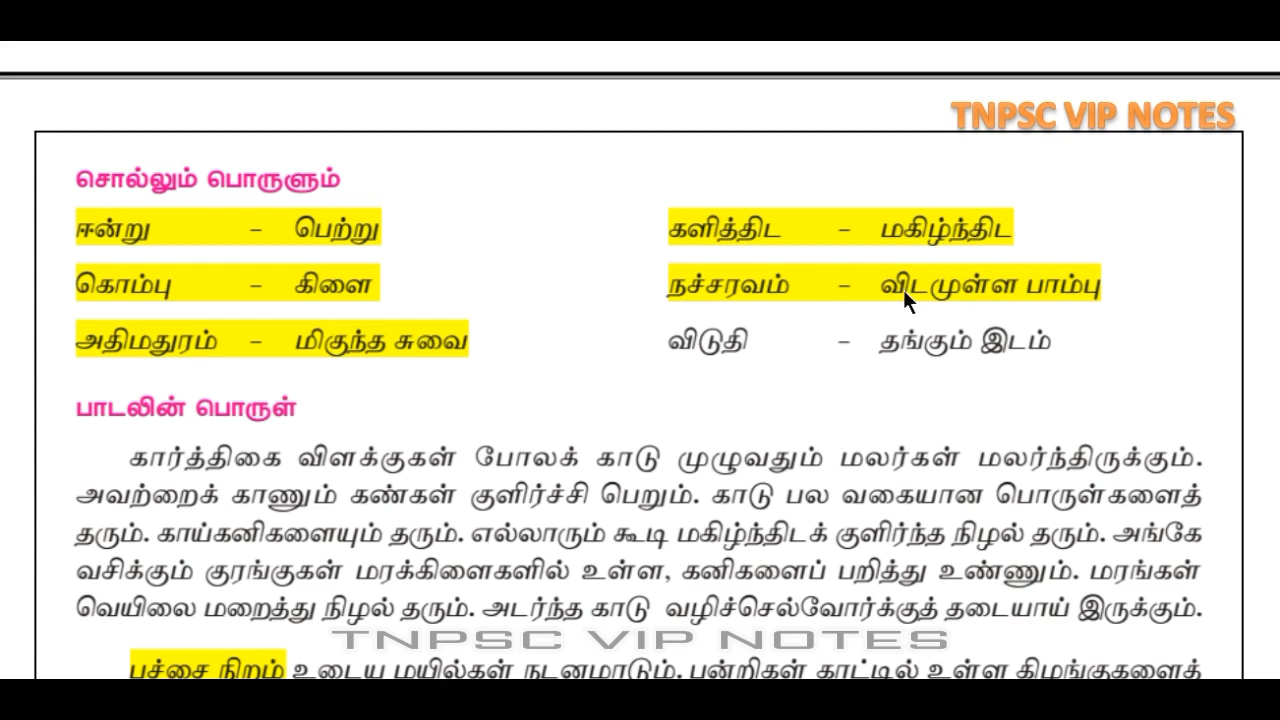 TNPSC VIP NOTES
சொல்லும் பொருளும்
ஈன்று - பெற்று களித்திட - மகிழ்ந்திட
கொம்பு - கிளை நச்சரவம் - விடமுள்ள பாம்பு
அதிமதுரம் - மிகுந்த சுவை விடுதி - தங்கும் இடம்
பாடலின் பொருள்
கார்த்திகை விளக்குகள் போலக் காடு முழுவதும் மலர்கள் மலர்ந்திருக்கும்.
அவற்றைக் காணும் கண்கள் குளிர்ச்சி பெறும். காடு பல வகையான பொருள்களைத்
தரும். காய்கனிகளையும் தரும். எல்லாரும் கூடி மகிழ்ந்திடக் குளிர்ந்த நிழல் தரும். அங்கே
வசிக்கும் குரங்குகள் மரக்கிளைகளில் உள்ள, கனிகளைப் பறித்து உண்ணும். மரங்கள்
வெயிலை மறைத்து நிழல் தரும். அடர்ந்த காடு வழிச்செல்வோர்க்குத் தடையாய் இருக்கும்.
TNPSC VIP NOTES
பச்சை நிறம் உடைய மயில்கள் நடனமாடும். பன்றிகள் காட்டில் உள்ள கிழங்குகளைத்